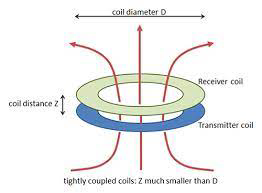 coil diameter D
Receiver coil
coil distance Z
Transmitter coil
tightly coupled coils: Z much smaller than D